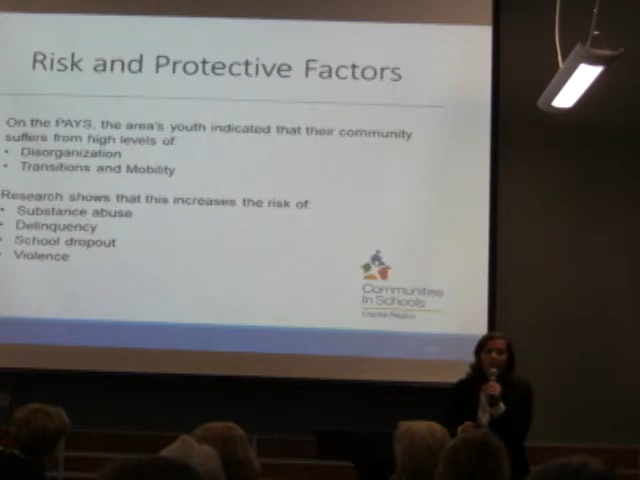 Risk and Protective Factors
On the PAYS, the area's youth indicated that their community
suffers from high levels of:
• Disorganization
• Transitions and Mobility
Research shows that this increases the risk of:
• Substance abuse
• Delinquency
• School dropout
• Violence
Communities
In Schools
Capital Region